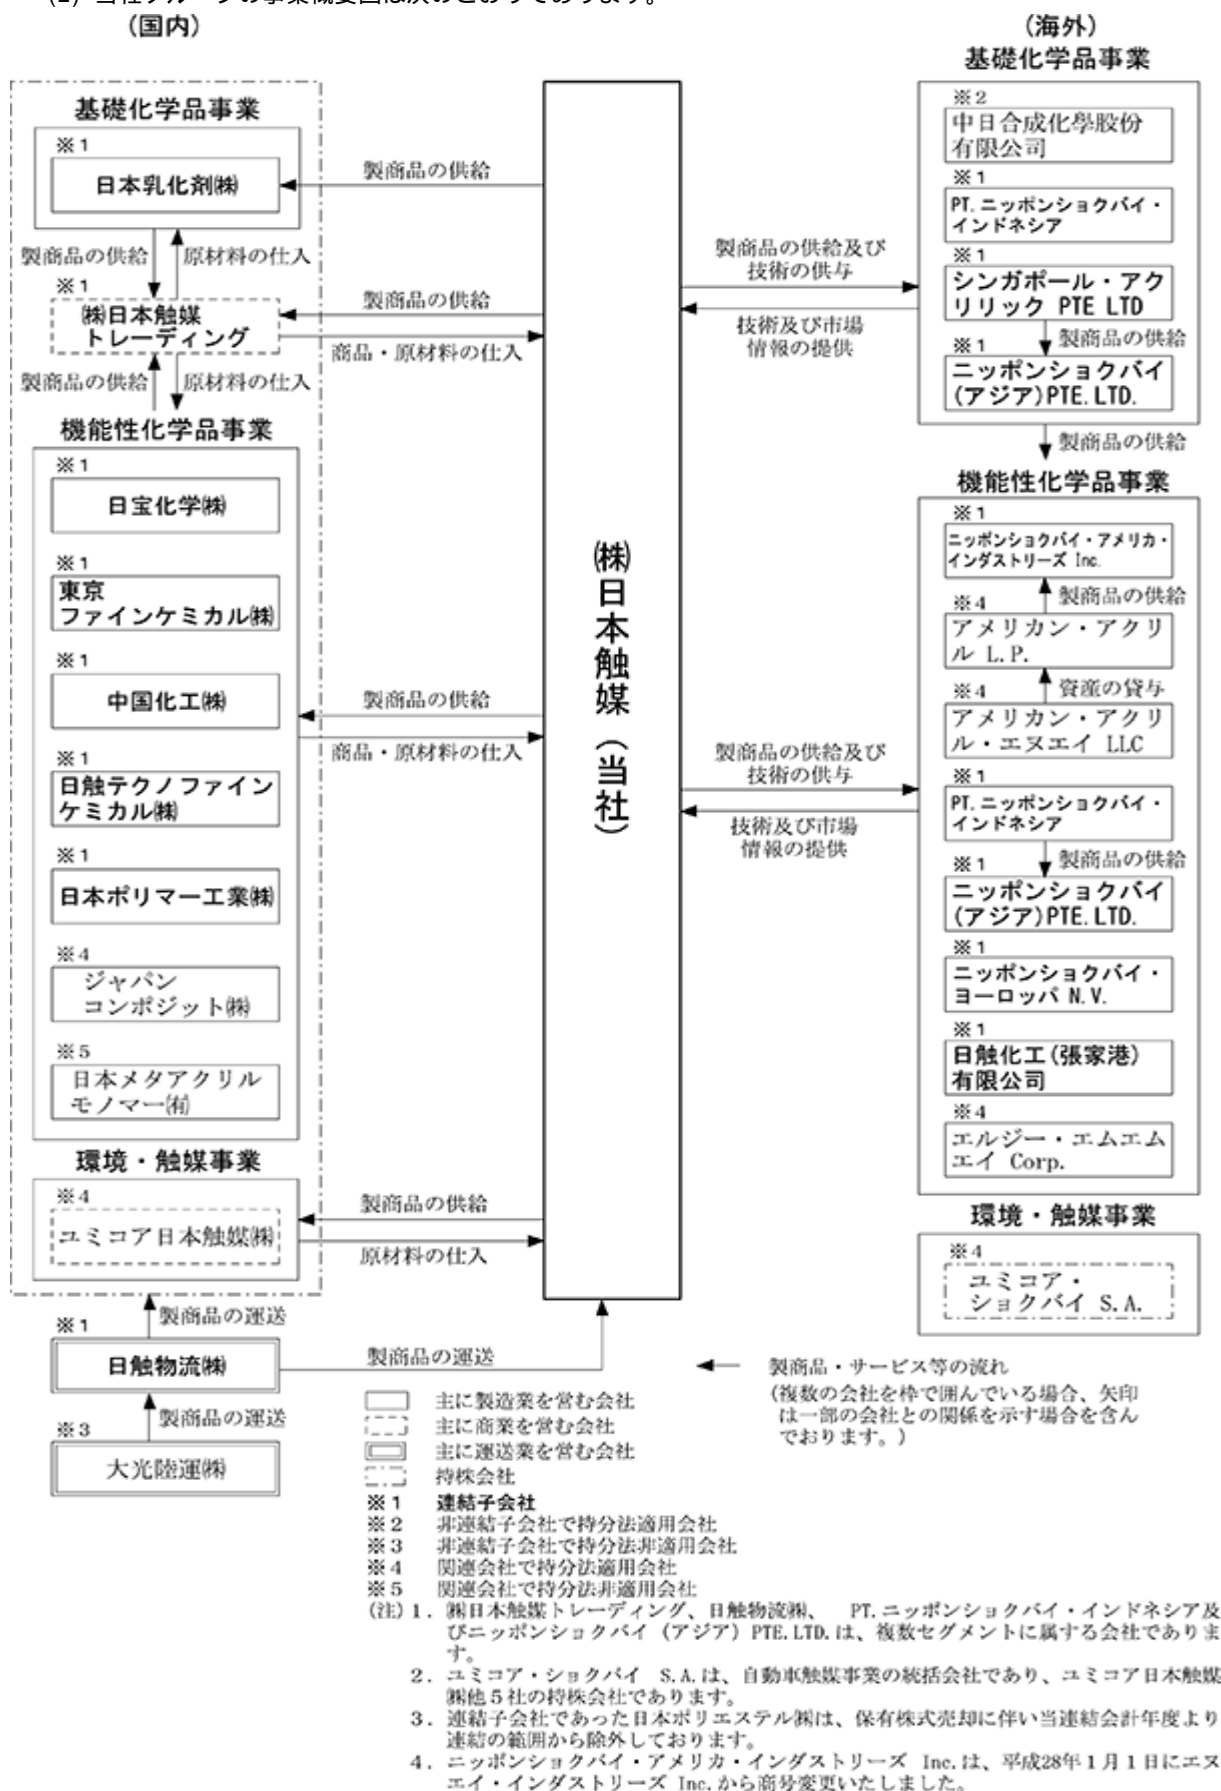 (2) 当社グループの事業概要図は次のとおりであります。
(国内)
基礎化学品事業
※1
日本乳化剤㈱
製商品の供給
原材料の仕入
※1
㈱日本触媒
トレーディング
製商品の供給
原材料の仕入
機能性化学品事業
※1
日宝化学㈱
※1
東京
ファインケミカル㈱
※1
中国化工㈱
※1
日触テクノファイン
ケミカル㈱
※1
日本ポリマー工業㈱
※4
ジャパン
コンポジット㈱
※5
日本メタアクリル
モノマー㈲
環境・触媒事業
※4
ユミコア日本触媒㈱
製商品の運送
※1
日触物流㈱
製商品の運送
※3
大光陸運㈱
製商品の供給
製商品の供給
商品・原材料の仕入
製商品の供給
商品・原材料の仕入
製商品の供給
原材料の仕入
製商品の運送
㈱日本触媒(当社)
製商品の供給及び
技術の供与
技術及び市場
情報の提供
製商品の供給及び
技術の供与
技術及び市場
情報の提供
(海外)
基礎化学品事業
※2
中日合成化學股份
有限公司
※1
PT.ニッポンショクバイ・
インドネシア
※1
シンガポール・アク
リリック PTE LTD
製商品の供給
※1
ニッポンショクバイ
(アジア)PTE.LTD.
製商品の供給
機能性化学品事業
※1
ニッポンショクバイ・アメリカ・
インダストリーズ Inc.
製商品の供給
※4
アメリカン・アクリ
ル L.P.
資産の貸与
※4
アメリカン・アクリ
ル・エヌエイ LLC
※1
PT.ニッポンショクバイ・
インドネシア
製商品の供給
※1
ニッポンショクバイ
(アジア)PTE.LTD.
※1
ニッポンショクバイ・
ヨーロッパ N.V.
※1
日触化工(張家港)
有限公司
※4
エルジー・エムエム
エイ Corp.
環境・触媒事業
※4
ユミコア・
ショクバイ S.A.
製商品・サービス等の流れ
(複数の会社を枠で囲んでいる場合、矢印
は一部の会社との関係を示す場合を含ん
でおります。)
主に製造業を営む会社
主に商業を営む会社
主に運送業を営む会社
持株会社
※1 連結子会社
※2 非連結子会社で持分法適用会社
※3 非連結子会社で持分法非適用会社
※4 関連会社で持分法適用会社
※5 関連会社で持分法非適用会社
(注)1. ㈱日本触媒トレーディング、日触物流㈱、 PT.ニッポンショクバイ・インドネシア及
びニッポンショクバイ(アジア)PTE.LTD.は、複数セグメントに属する会社でありま
す。
2. ユミコア・ショクバイ S.A.は、自動車触媒事業の統括会社であり、ユミコア日本触媒
㈱他5社の持株会社であります。
3. 連結子会社であった日本ポリエステル㈱は、保有株式売却に伴い当連結会計年度より
連結の範囲から除外しております。
4. ニッポンショクバイ・アメリカ・インダストリーズ Inc.は、平成28年1月1日にエヌ
エイ・インダストリーズ Inc.から商号変更いたしました。